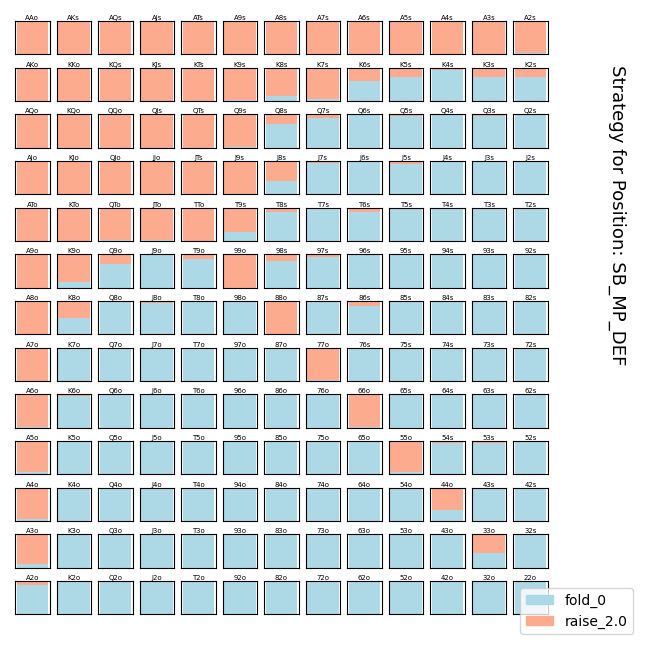 AAo AKs AQs AJs ATs A9s A8s A7s A6s A5s A4s A3s A2s
AKo KKo KQs KJs KTs K9s K8s K7s K6s K5s K4s K3s K2s
AQo KQo QQo QJs QTs Q9s Q8s Q7s Q6s Q5s Q4s Q3s Q2s
AJo KJo QJo JJo JTs J9s J8s J7s J6s J5s J4s J3s J2s
ATo KTo QTo JTo TTo T9s T8s T7s T6s T5s T4s T3s T2s
A9o K9o Q9o J9o T9o 99o 98s 97s 96s 95s 94s 93s 92s
A8o K8o Q8o J8o T8o 98o 88o 87s 86s 85s 84s 83s 82s
A7o K7o Q7o J7o T7o 97o 87o 77o 76s 75s 74s 73s 72s
A6o K6o Q6o J6o T6o 96o 86o 76o 66o 65s 64s 63s 62s
A5o K5o Q5o J5o T5o 95o 85o 75o 65o 55o 54s 53s 52s
A4o K4o Q4o J4o T4o 94o 84o 74o 64o 54o 44o 43s 42s
A3o K3o Q3o J3o T3o 93o 83o 73o 63o 53o 43o 33o 32s
A2o K2o Q2o J2o T2o 92o 82o 72o 62o 52o 42o 32o 22o
Strategy for Position: SB_MP_DEF
fold_0
raise_2.0